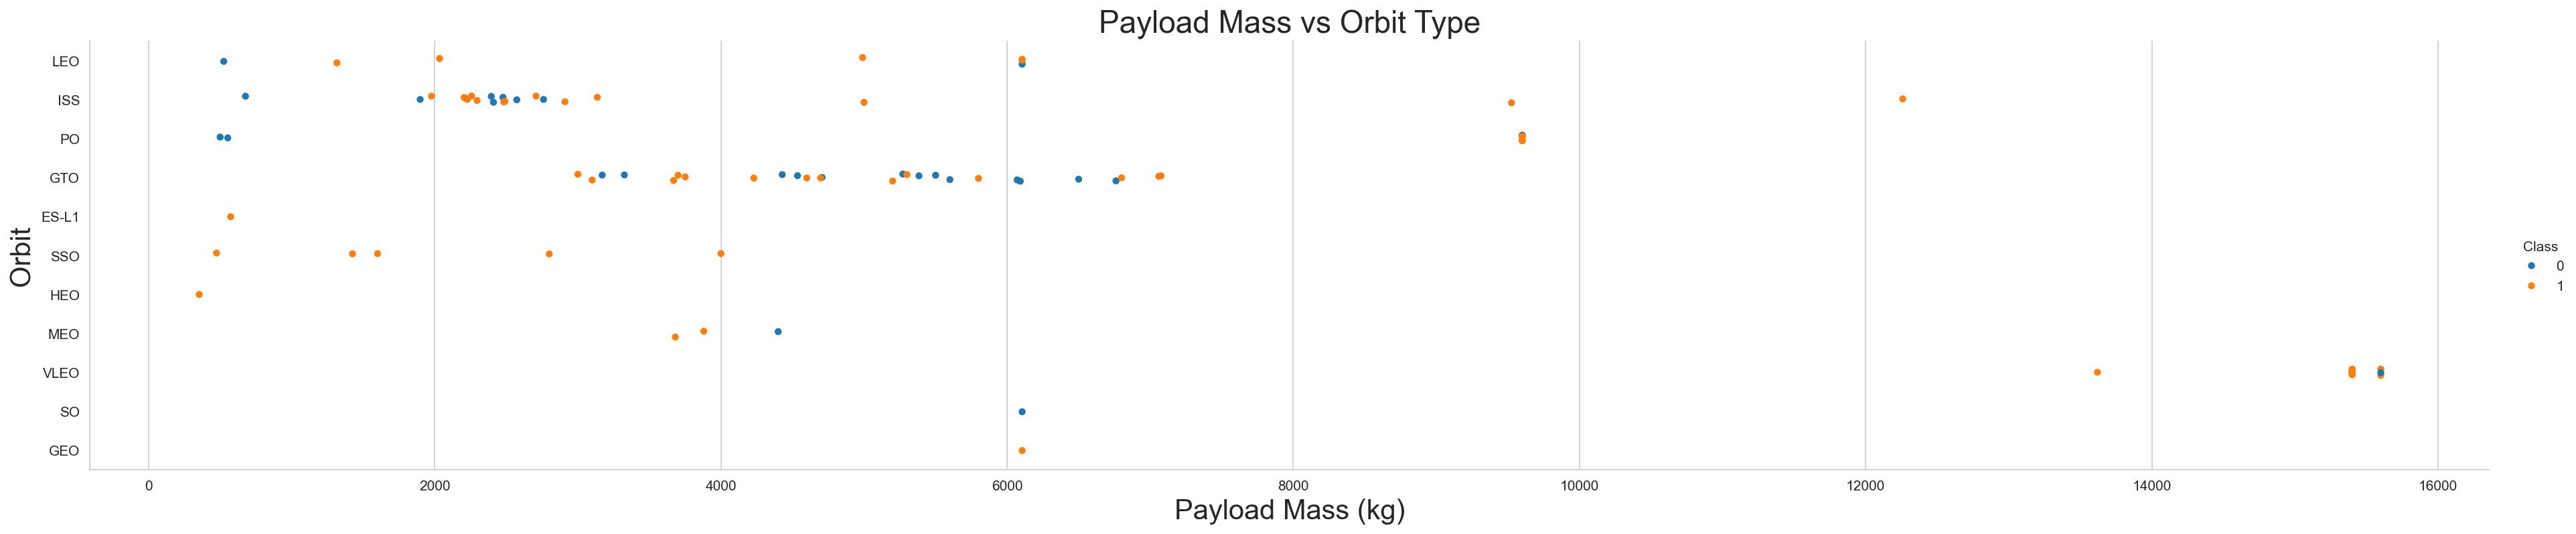 Payload Mass vs Orbit Type
LEO
ISS
PO
GTO
ES-L1
SSO
HEO
MEO
VLEO
SO
GEO
Orbit
0 2000 4000 6000 8000 10000 12000 14000 16000
Payload Mass (kg)
Class
0
1